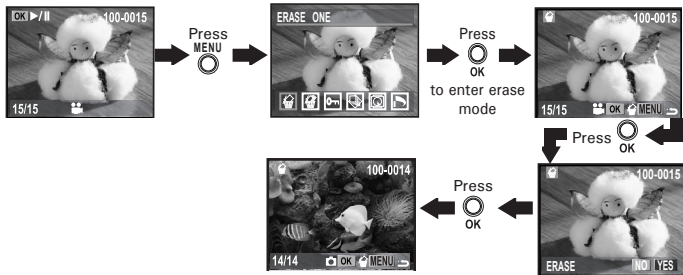 OK ▶/II 100-0015
15/15
Press
MENU
ERASE ONE
Press
OK
to enter erase
mode
100-0015
15/15 OK MENU
Press
OK
100-0015
ERASE NO YES
Press
OK
100-0014
14/14 OK MENU